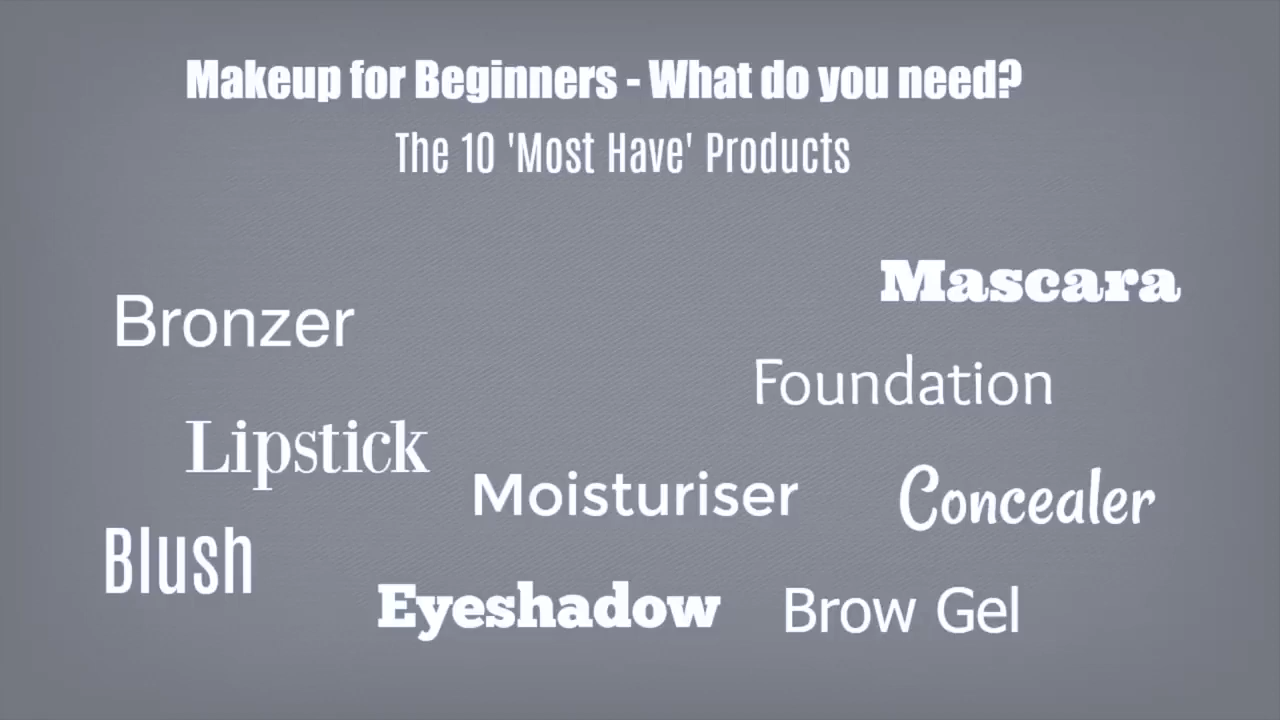 Makeup for Beginners - What do you need?
The 10 'Most Have' Products
Mascara
Bronzer
Foundation
Lipstick
Moisturiser
Concealer
Blush
Eyeshadow
Brow Gel